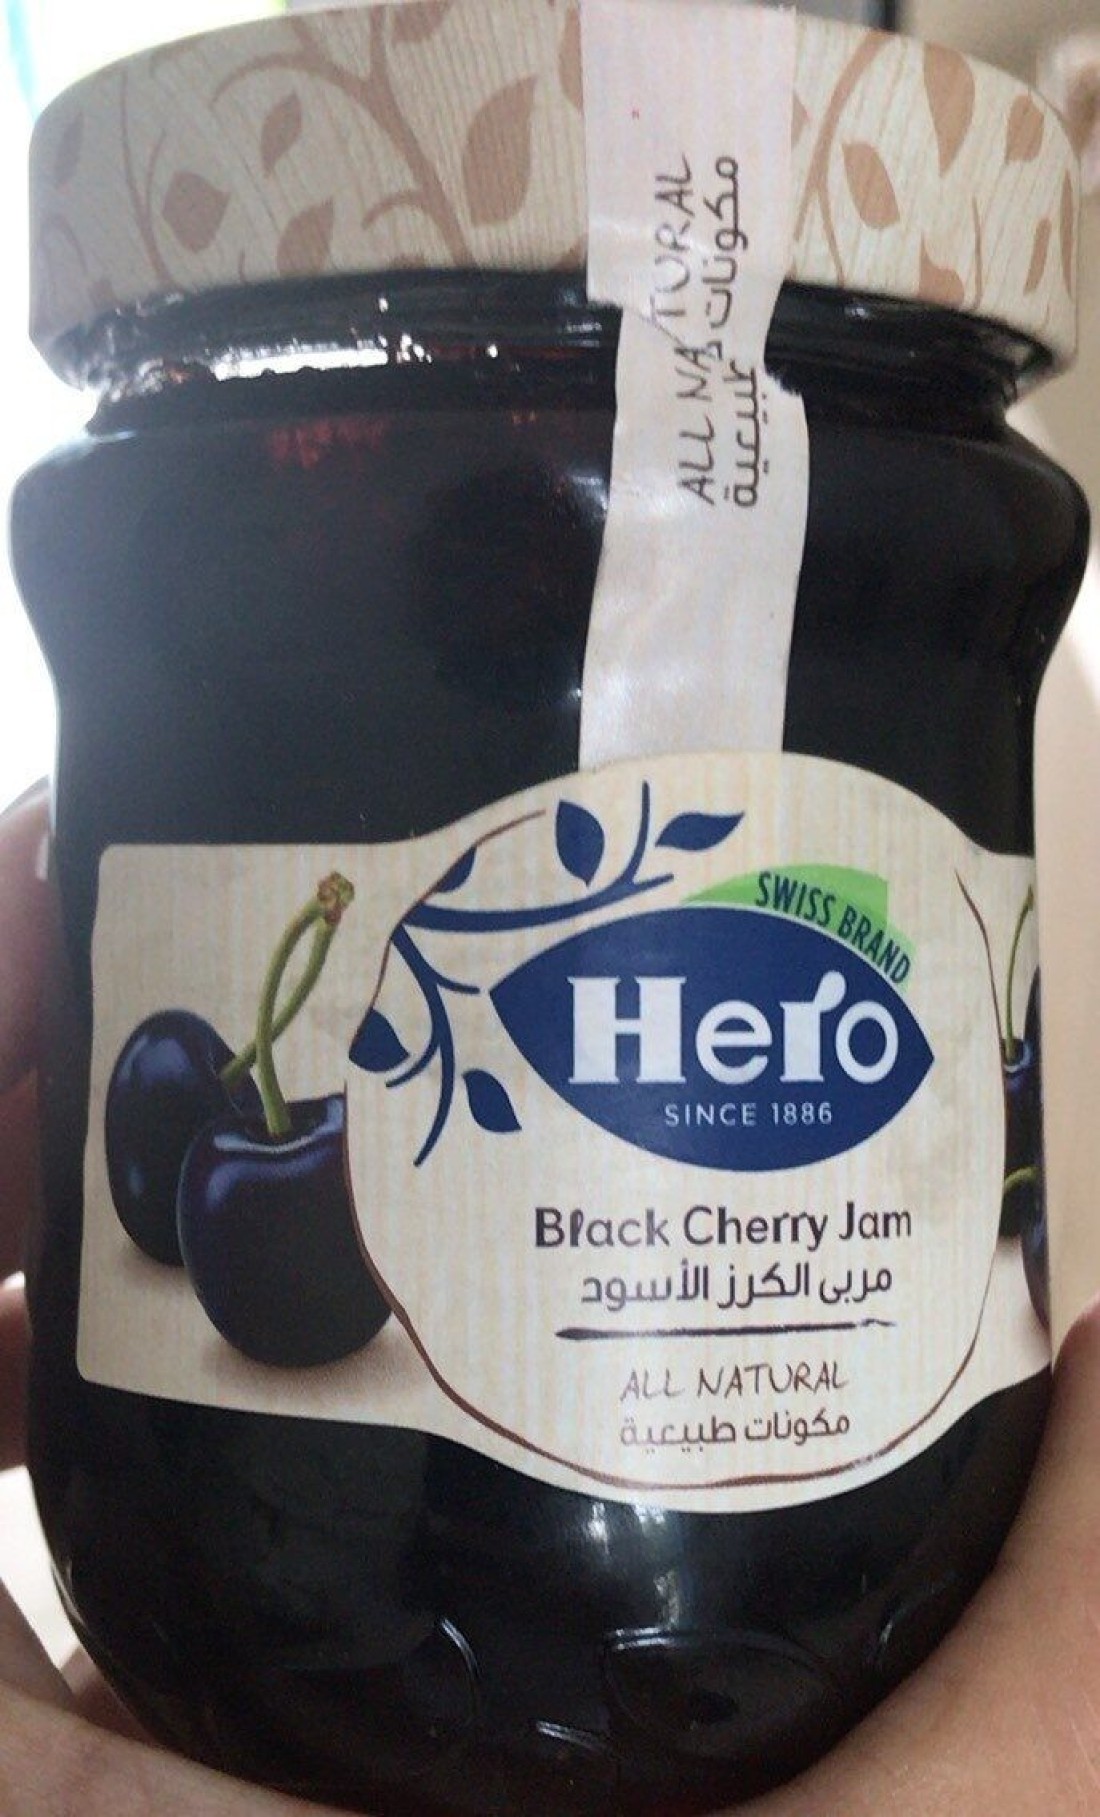 ALL NATURAL
مكونات طبيعية
SWISS BRAND
Hero
SINCE 1886
Black Cherry Jam
مربى الكرز الأسود
ALL NATURAL
مكونات طبيعية